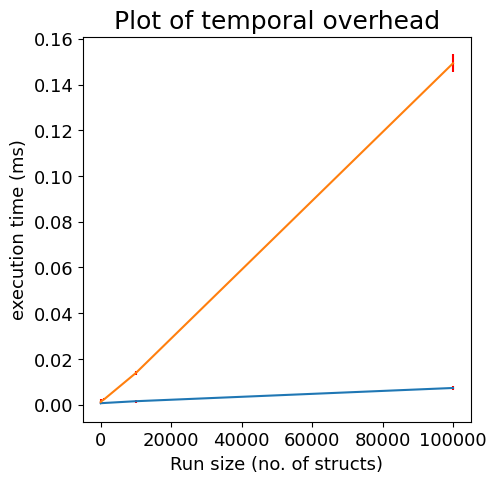 Plot of temporal overhead
0.16
0.14
0.12
0.10
0.08
0.06
0.04
0.02
0.00
execution time (ms)
0 20000 40000 60000 80000 100000
Run size (no. of structs)